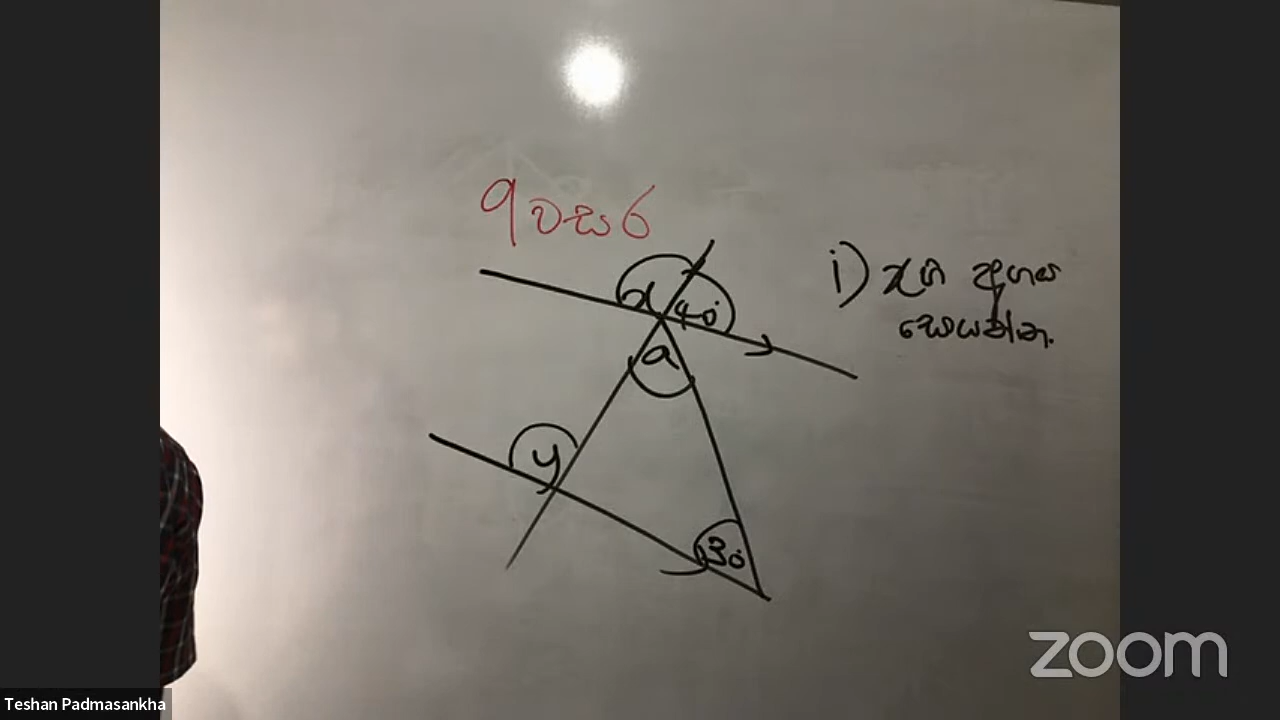 9 වසර
i) x හි අගය
සොයන්න.
x
40°
a
y
30°
zoom
Teshan Padmasankha